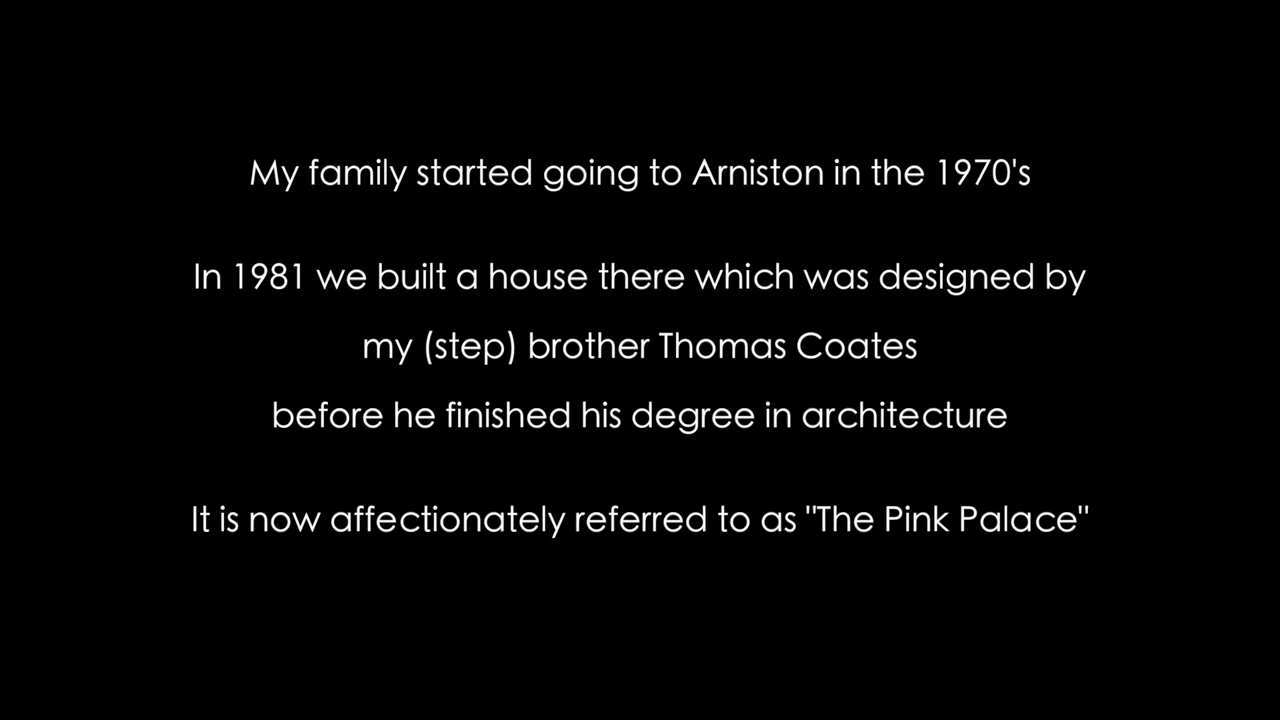 My family started going to Arniston in the 1970's
In 1981 we built a house there which was designed by
my (step) brother Thomas Coates
before he finished his degree in architecture
It is now affectionately referred to as "The Pink Palace"